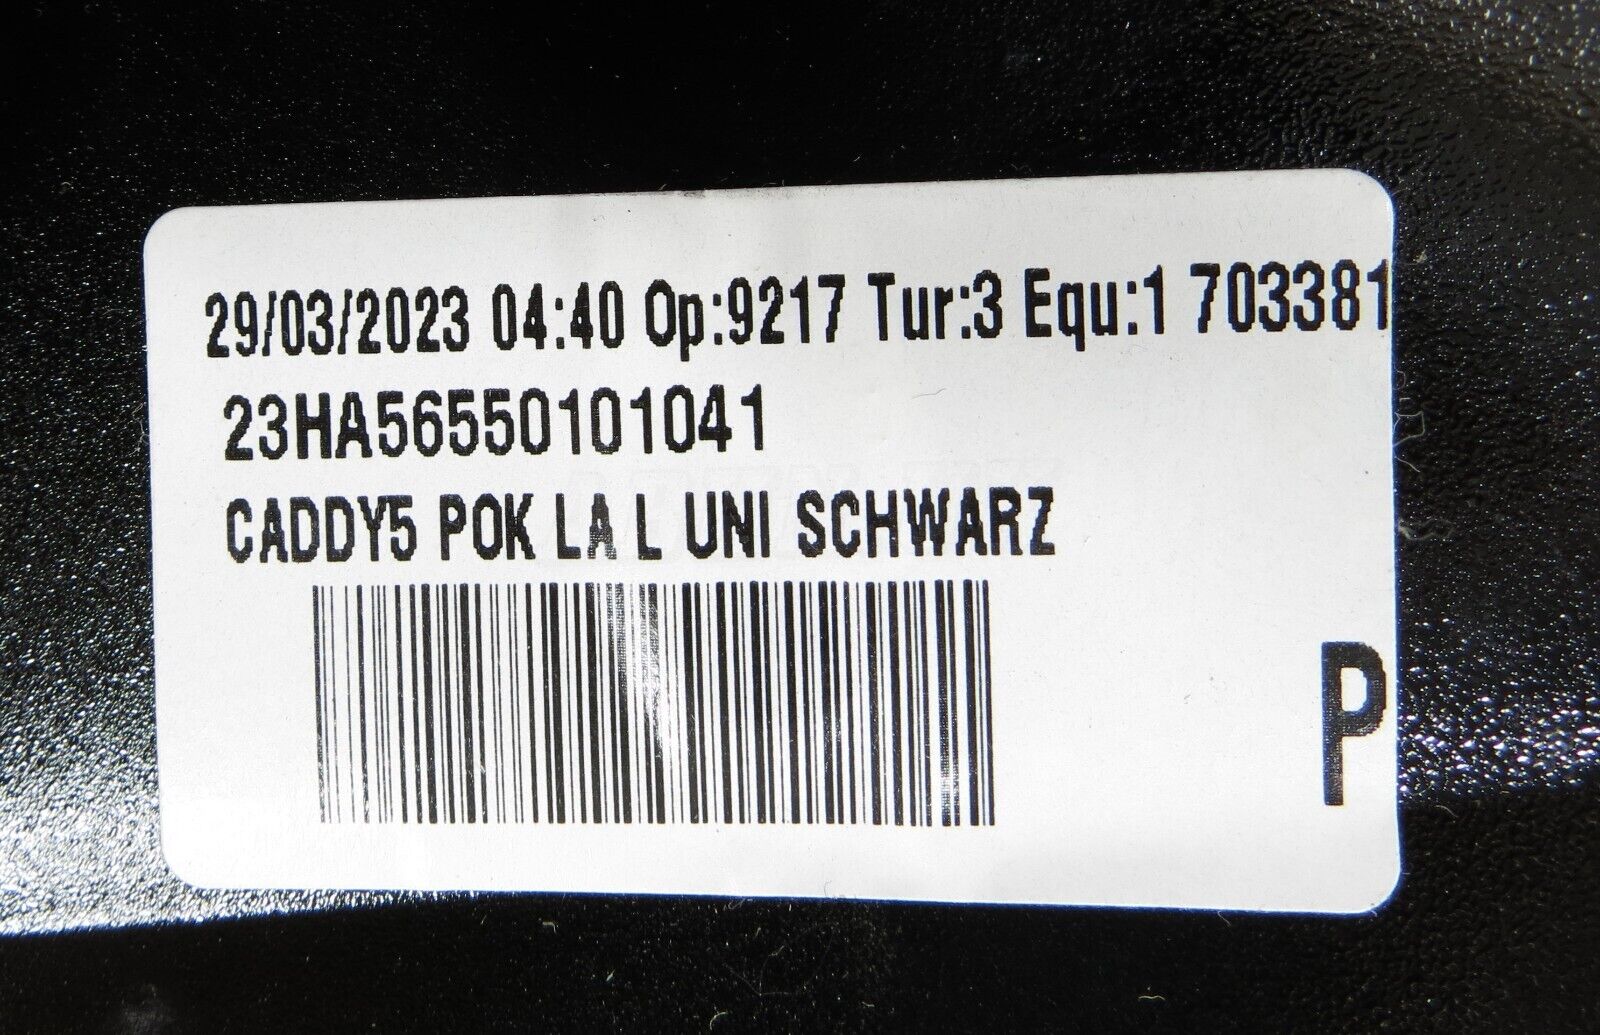 29/03/2023 04:40 Op:9217 Tur:3 Equ:1 703381
23HA56550101041
CADDY5 POK LA L UNI SCHWARZ
P